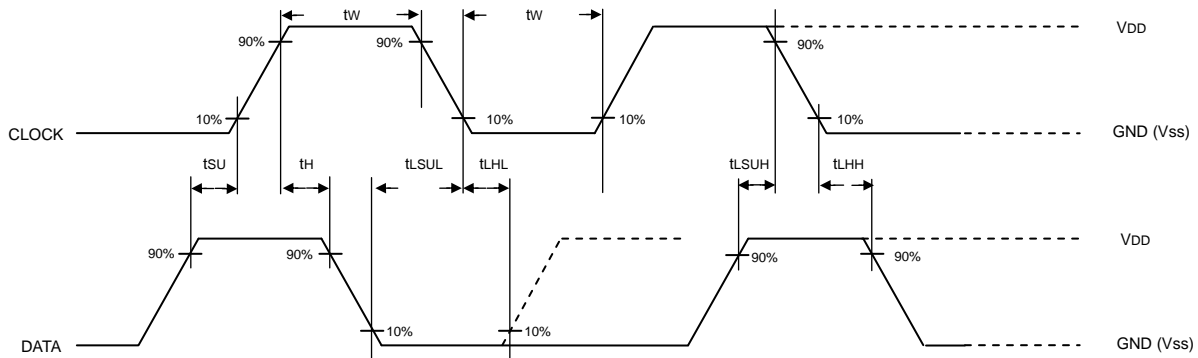 tW tW
VDD
90% 90% 90%
10% 10% 10% 10%
CLOCK GND (Vss)
tSU tH tLSUL tLHL tLSUH tLHH
VDD
90% 90% 90% 90%
10% 10%
DATA GND (Vss)